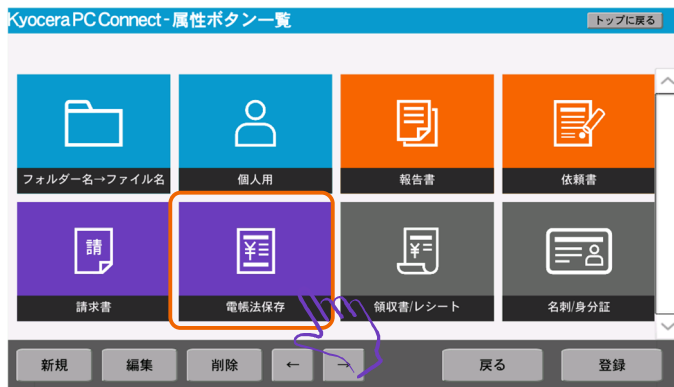 Kyocera PC Connect - 属性ボタン一覧
トップに戻る
フォルダー名→ファイル名
個人用
報告書
依頼書
請
¥
¥
請求書
電帳法保存
領収書/レシート
名刺/身分証
新規
編集
削除
←
→
戻る
登録